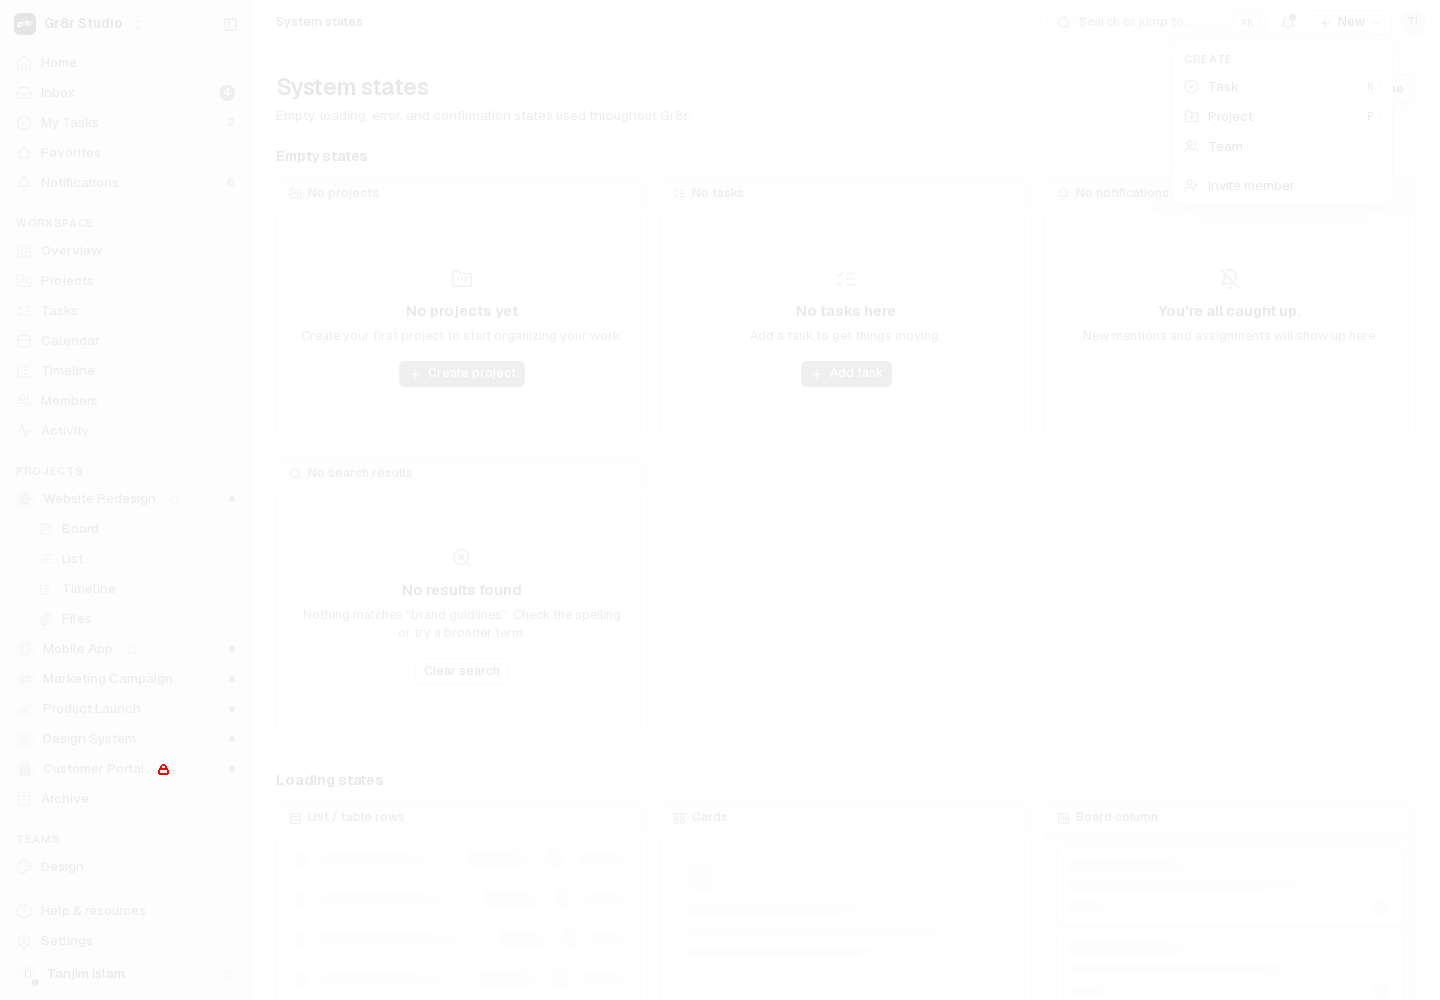 gr8r
Gr8r Studio
Home
Inbox 4
My Tasks 2
Favorites
Notifications 6
WORKSPACE
Overview
Projects
Tasks
Calendar
Timeline
Members
Activity
PROJECTS
Website Redesign
Board
List
Timeline
Files
Mobile App
Marketing Campaign
Product Launch
Design System
Customer Portal
Archive
TEAMS
Design
Help & resources
Settings
TI Tanjim Islam
System states
Search or jump to... ⌘K
New
TI
CREATE
Task N
Project P
Team
Invite member
System states
Empty, loading, error, and confirmation states used throughout Gr8r.
Empty states
No projects
No projects yet
Create your first project to start organizing your work.
Create project
No tasks
No tasks here
Add a task to get things moving.
Add task
No notifications
You're all caught up.
New mentions and assignments will show up here.
No search results
No results found
Nothing matches "brand guidlines". Check the spelling
or try a broader term.
Clear search
Loading states
List / table rows
Cards
Board column